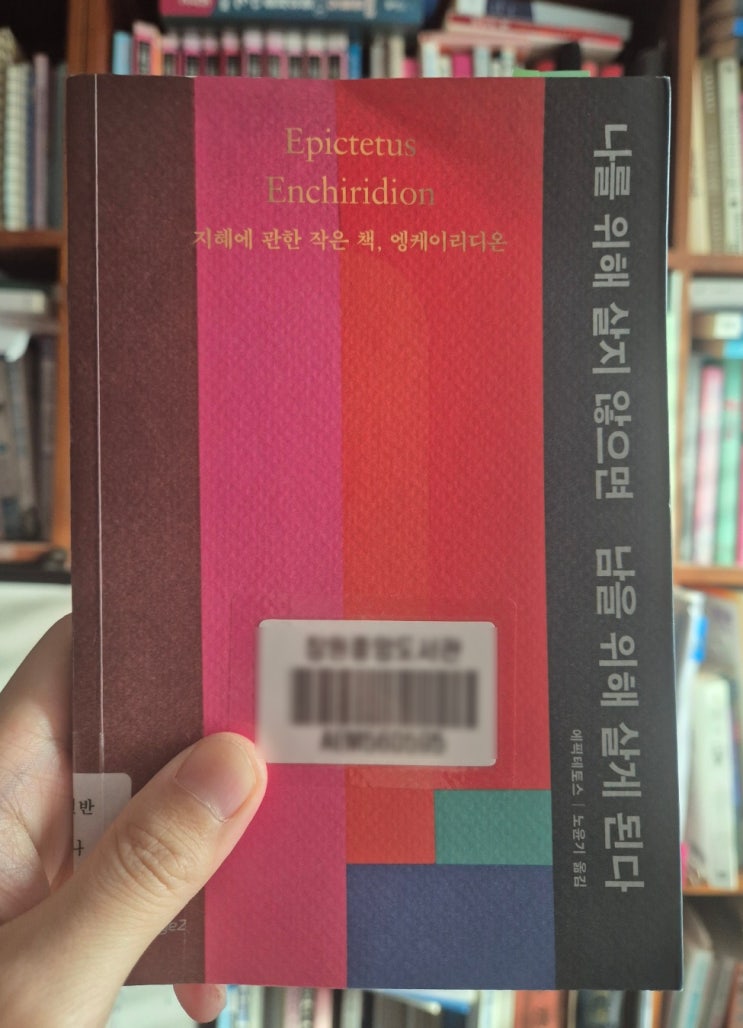 Epictetus
Enchiridion
지혜에 관한 작은 책, 엥케이리디온
나를 위해 살지 않으면 남을 위해 살게 된다
에픽테토스 | 노윤기 옮김